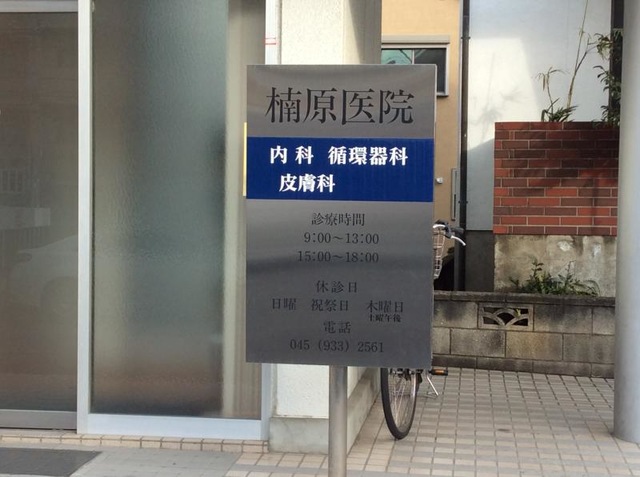 楠原医院
内科 循環器科
皮膚科
診療時間
9:00〜13:00
15:00〜18:00
休診日
日曜 祝祭日 木曜日
土曜午後
電話
045 (933) 2561